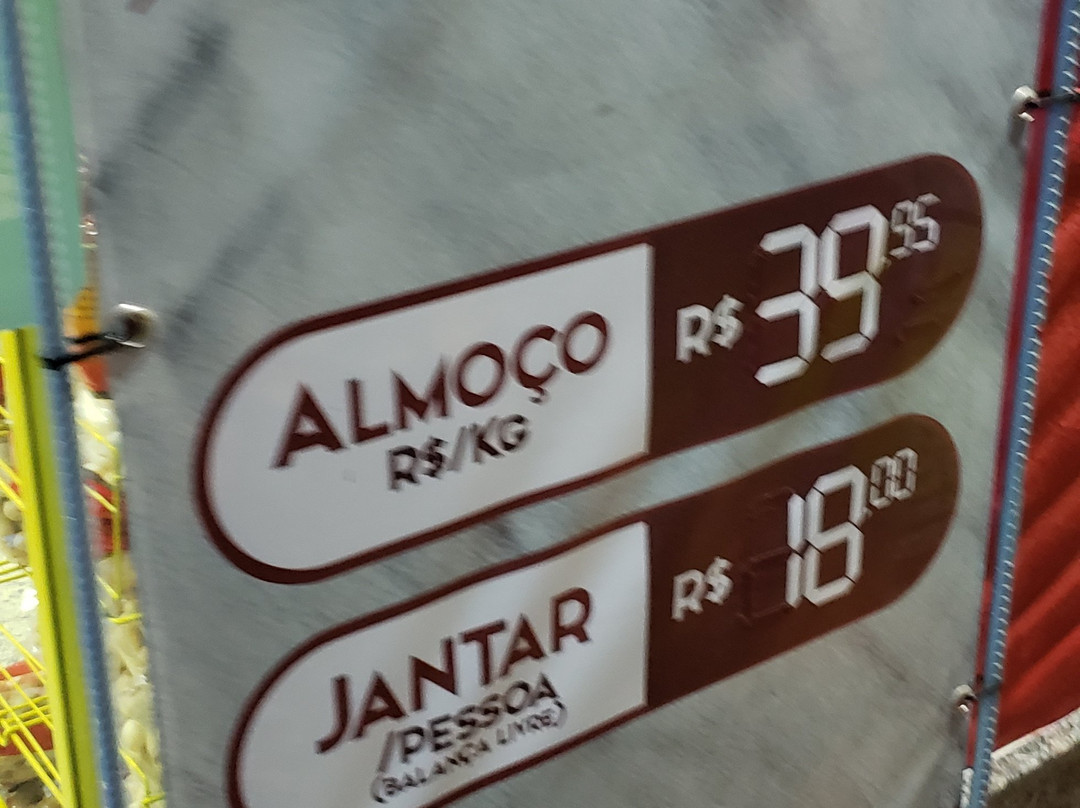 ALMOÇO
R$/KG
R$ 39,95
JANTAR
/PESSOA
(BALANÇA LIVRE)
R$ 18,00